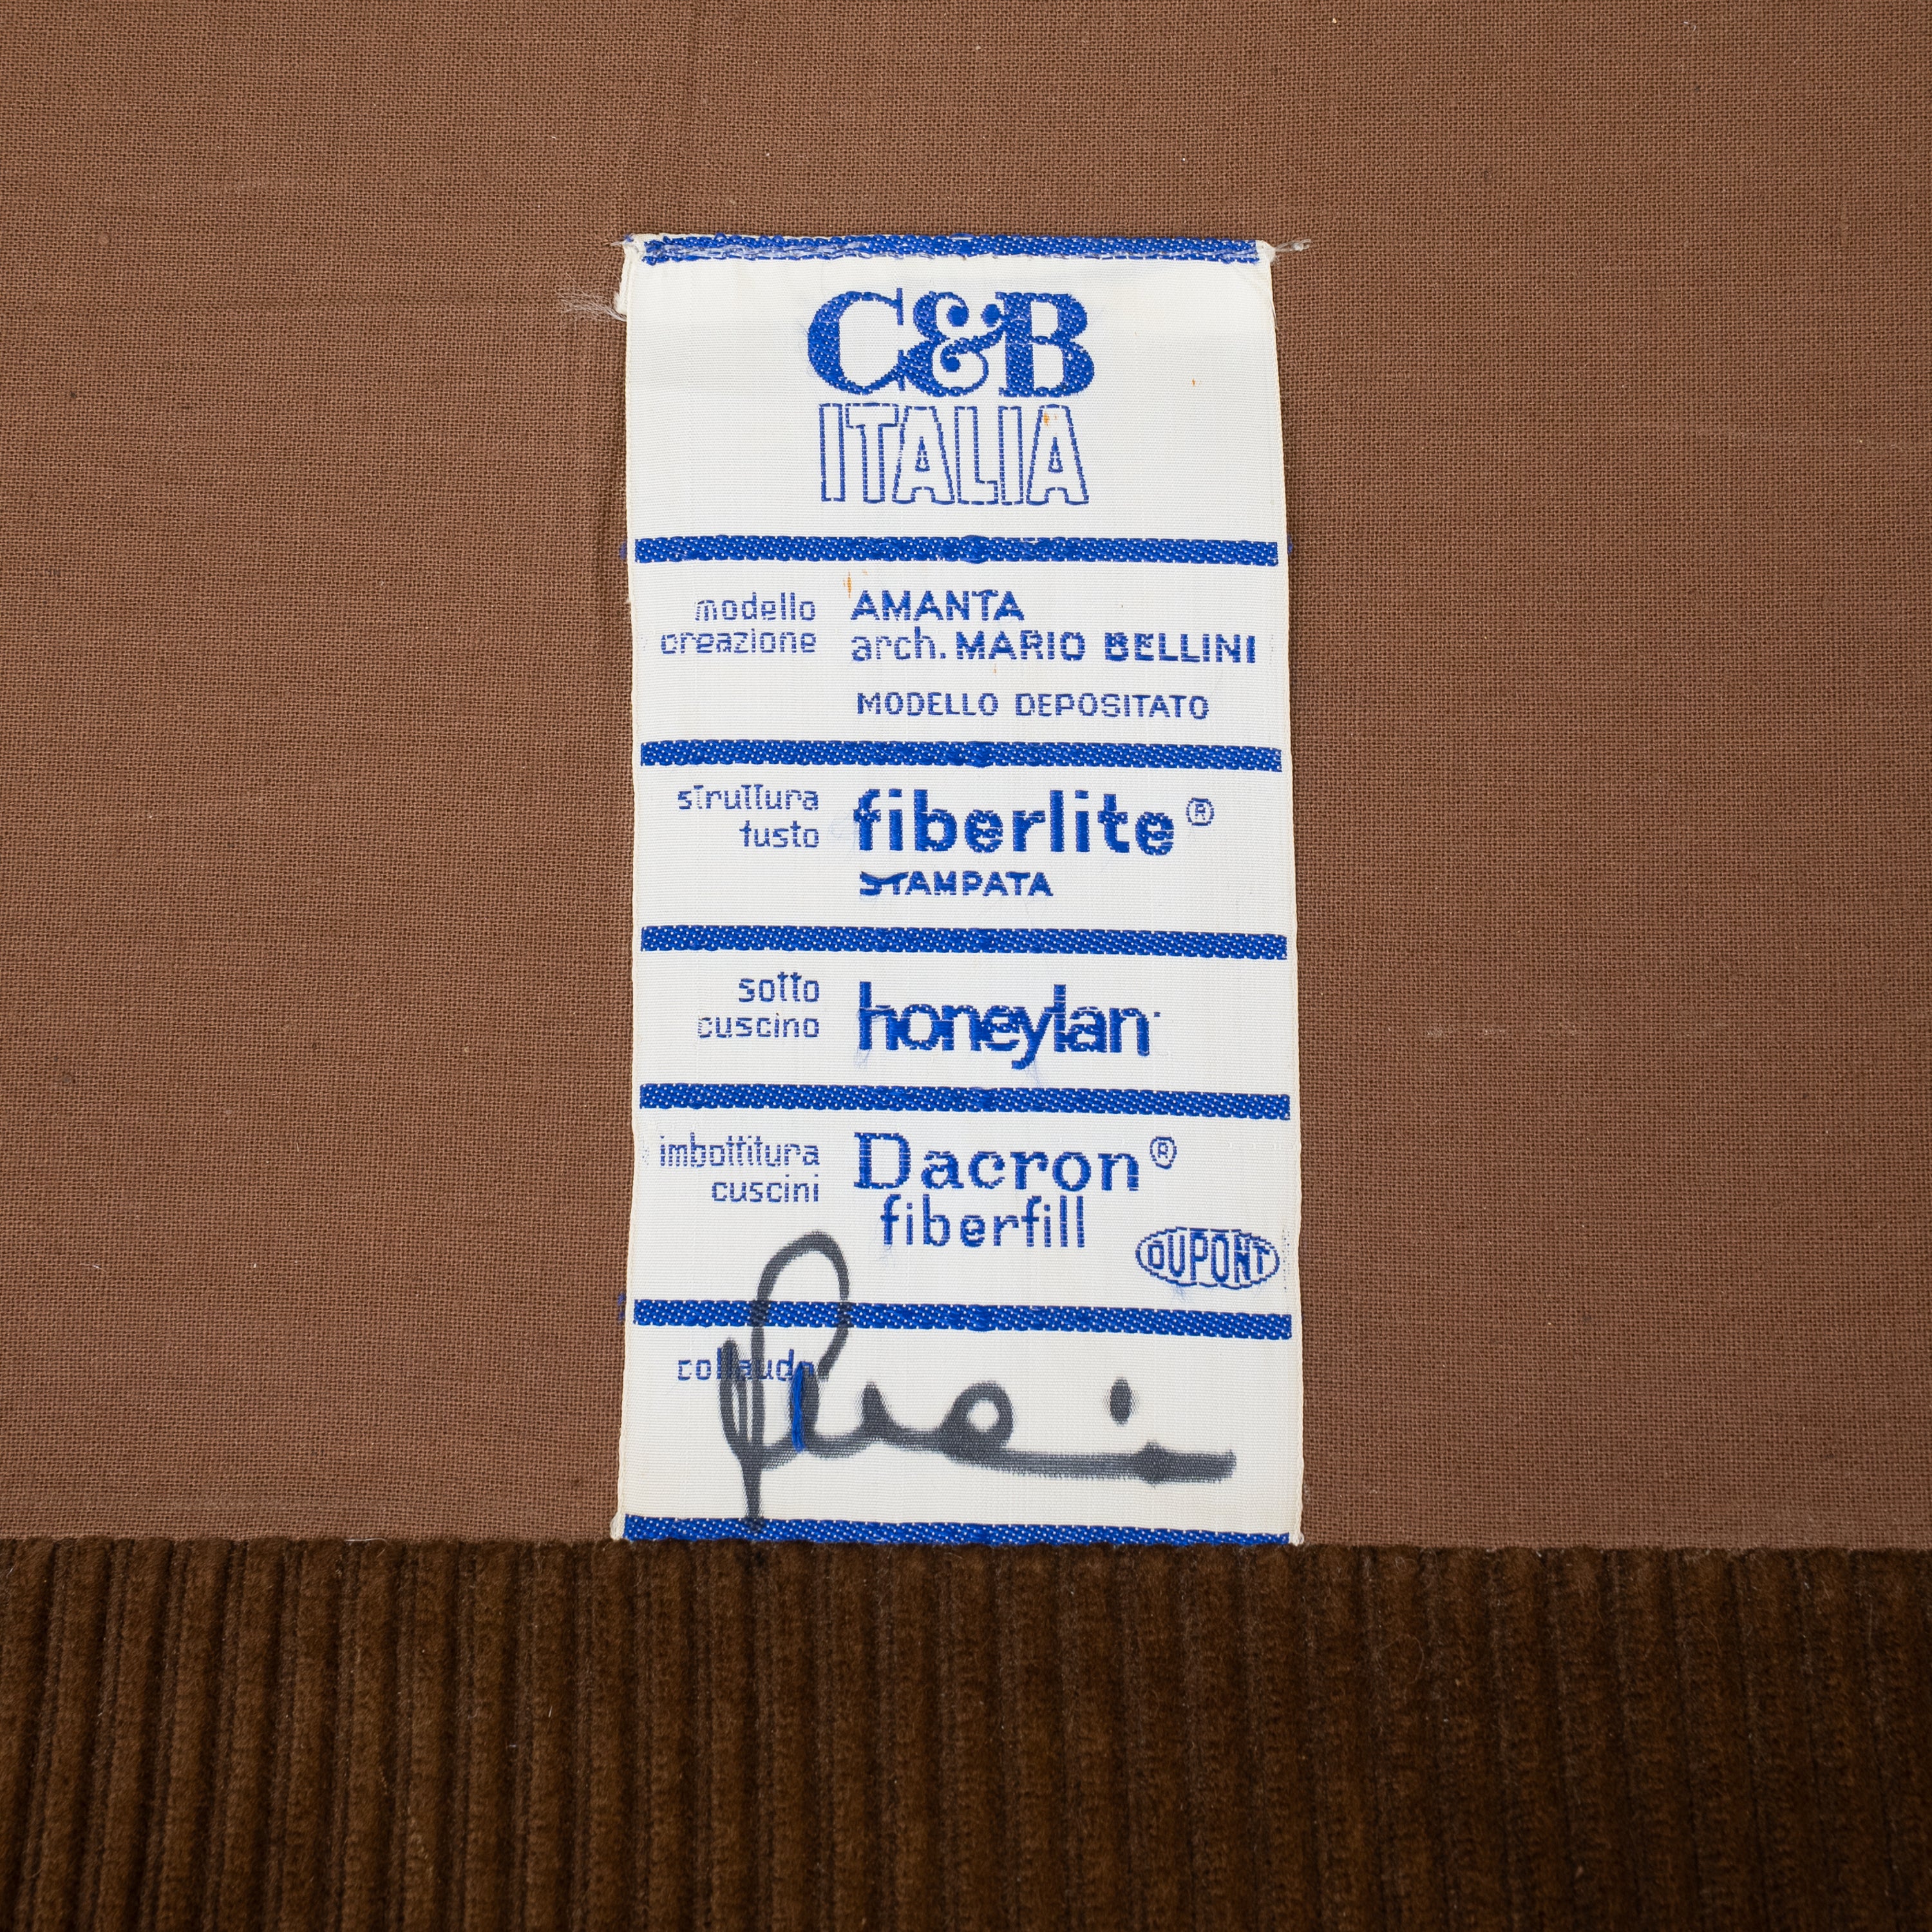 C&B
ITALIA
modello AMANTA
creazione arch. MARIO BELLINI
MODELLO DEPOSITATO
struttura fusto fiberlite®
STAMPATA
sotto cuscino honeylan
imbottitura cuscini Dacron®
fiberfill
DUPONT
collaudo